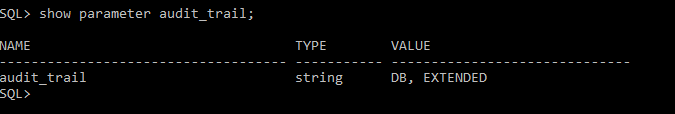 SQL> show parameter audit_trail;
NAME                                 TYPE        VALUE
------------------------------------ ----------- ------------------------------
audit_trail                          string      DB, EXTENDED
SQL>